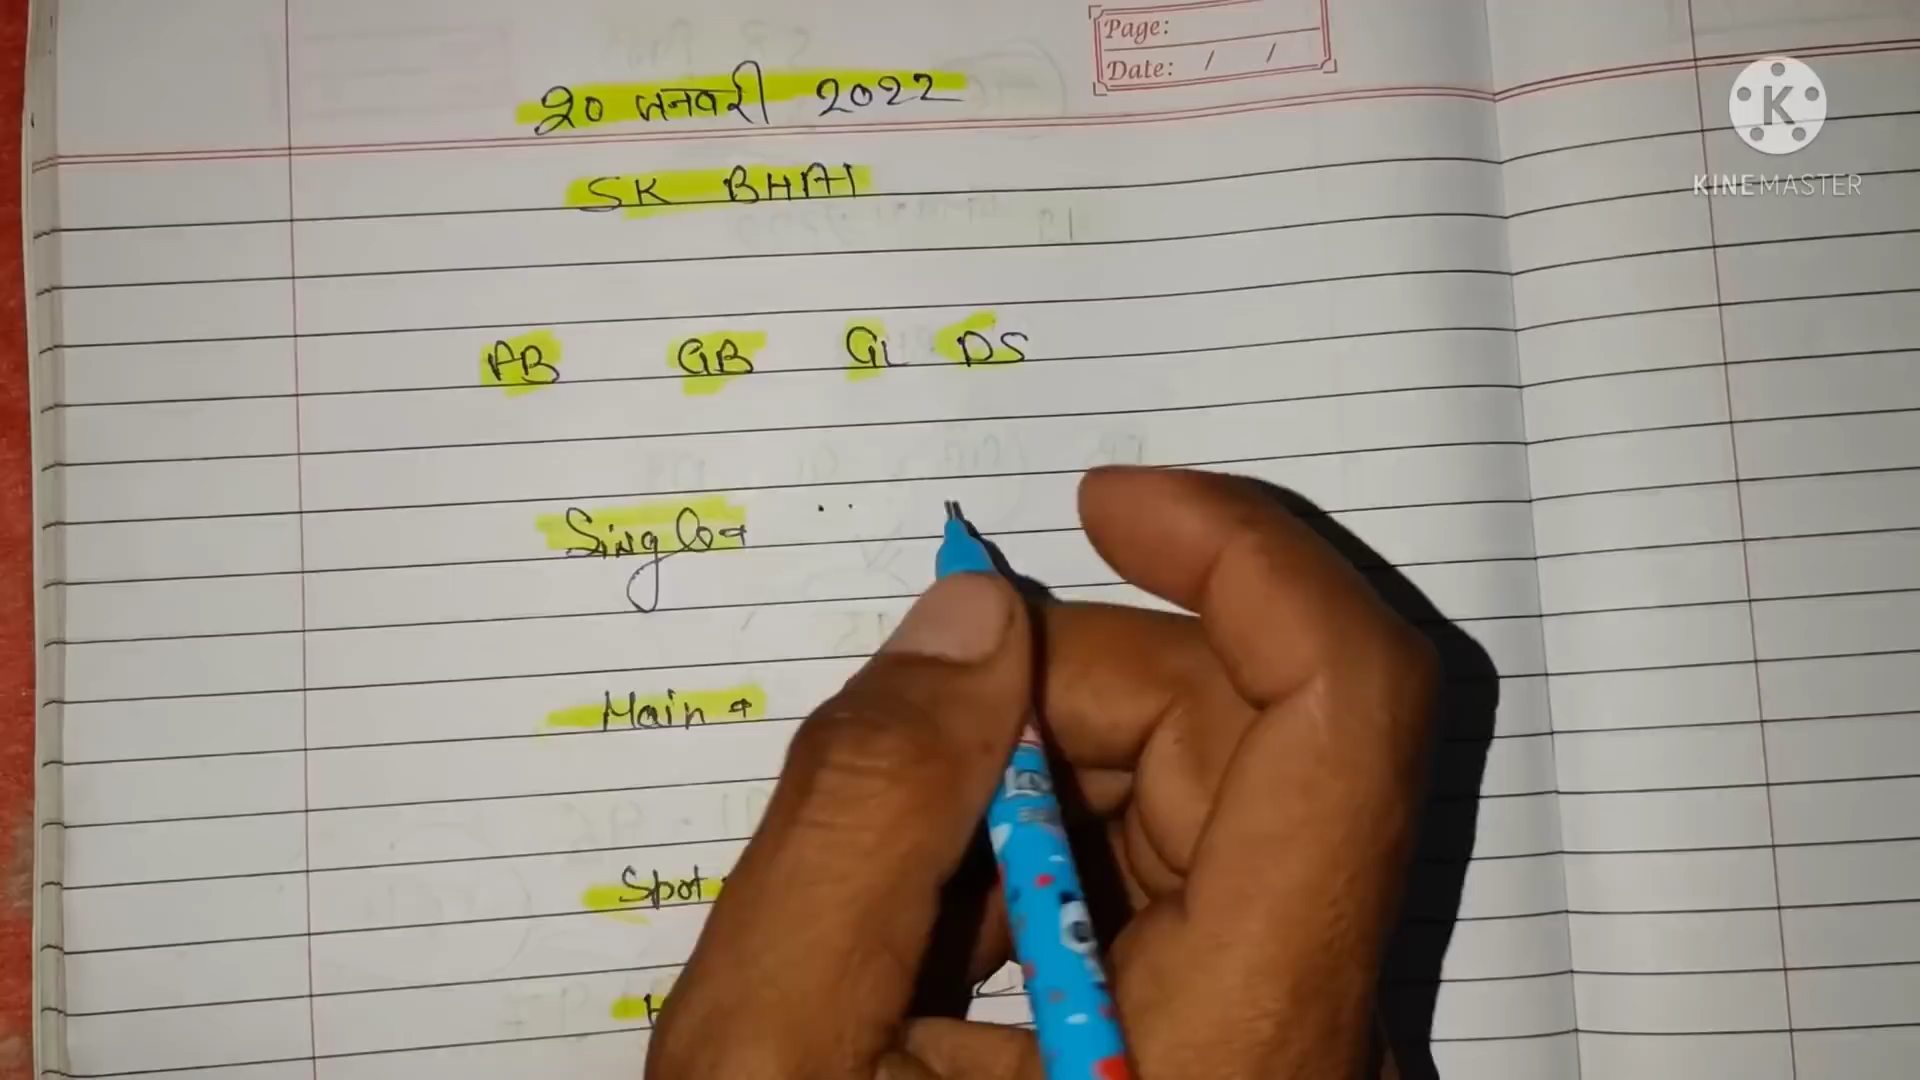 Page:
Date: / /
20 जनवरी 2022
K
KINEMASTER
SK BHAI
FB GB GL DS
Single
Main
Spot